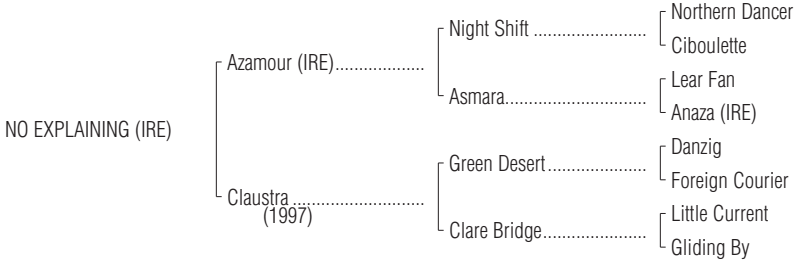 Northern Dancer
Night Shift ........................
Ciboulette
Azamour (IRE)...................
Lear Fan
Asmara..............................
Anaza (IRE)
NO EXPLAINING (IRE)
Danzig
Green Desert.....................
Foreign Courier
Claustra ............................
(1997)
Little Current
Clare Bridge......................
Gliding By